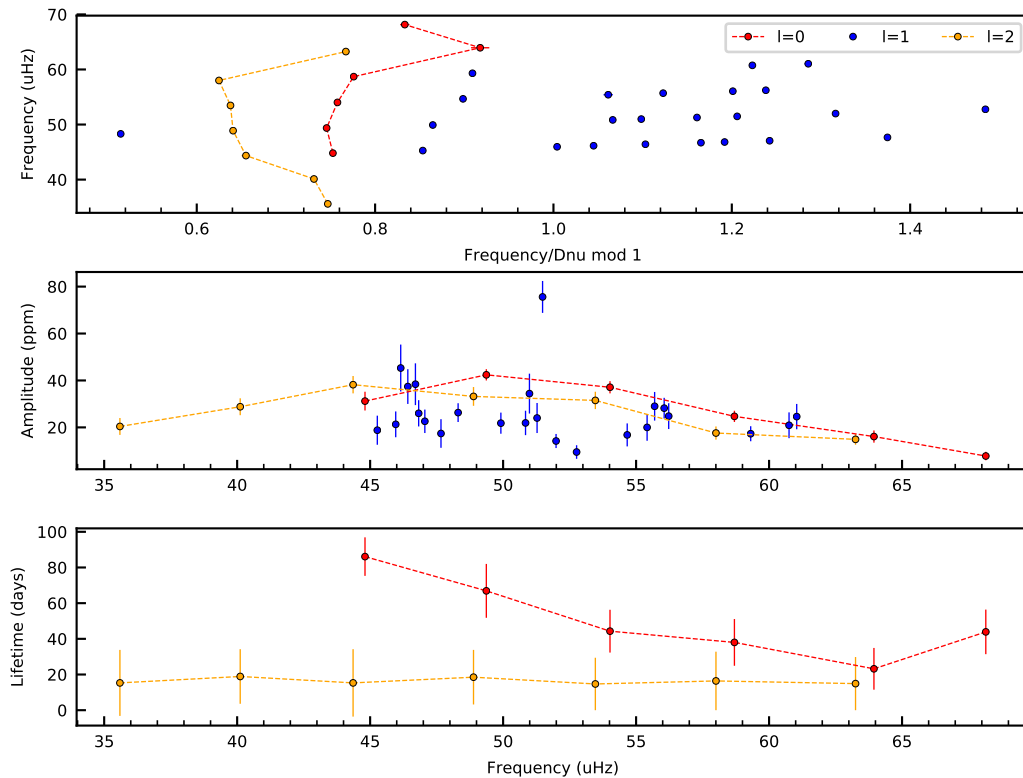 70
60
50
40
Frequency (uHz)
l=0 l=1 l=2
0.6 0.8 1.0 1.2 1.4
Frequency/Dnu mod 1
80
60
40
20
Amplitude (ppm)
35 40 45 50 55 60 65
100
80
60
40
20
0
Lifetime (days)
35 40 45 50 55 60 65
Frequency (uHz)